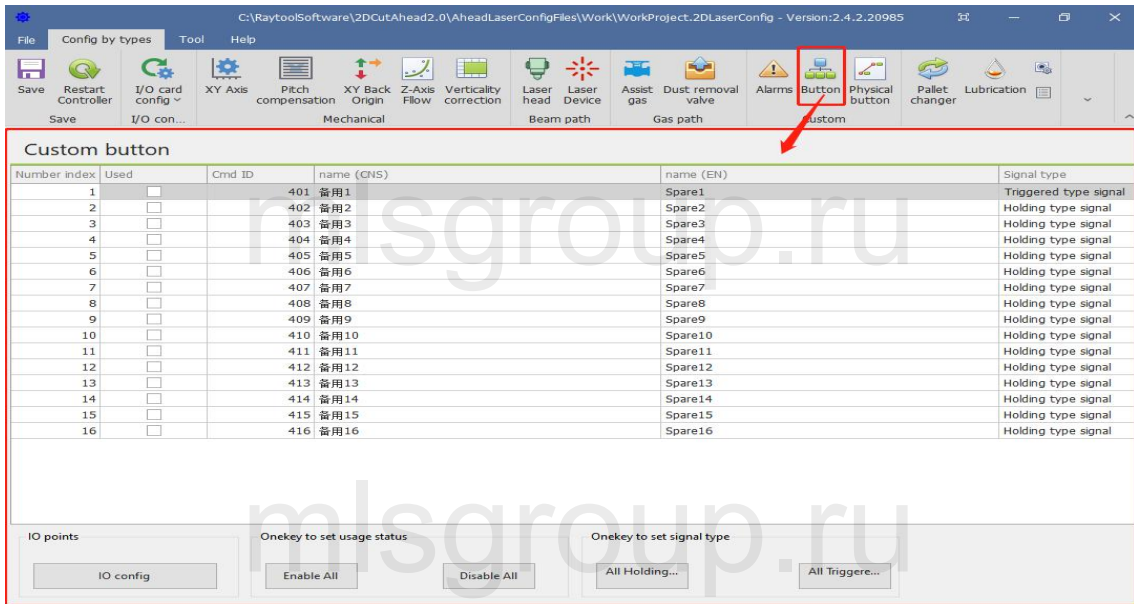 C:\RaytoolSoftware\2DCutAhead2.0\AheadLaserConfigFiles\Work\WorkProject.2DLaserConfig - Version:2.4.2.20985
File Config by types Tool Help
Save Restart Controller I/O card config XY Axis Pitch compensation XY Back Origin Z-Axis Fllow Verticality correction Laser head Laser Device Assist gas Dust removal valve Alarms Button Physical button Pallet changer Lubrication
Save I/O con... Mechanical Beam path Gas path Custom
Custom button
Number index Used Cmd ID name (CNS) name (EN) Signal type
1 401 备用1 Spare1 Triggered type signal
2 402 备用2 Spare2 Holding type signal
3 403 备用3 Spare3 Holding type signal
4 404 备用4 Spare4 Holding type signal
5 405 备用5 Spare5 Holding type signal
6 406 备用6 Spare6 Holding type signal
7 407 备用7 Spare7 Holding type signal
8 408 备用8 Spare8 Holding type signal
9 409 备用9 Spare9 Holding type signal
10 410 备用10 Spare10 Holding type signal
11 411 备用11 Spare11 Holding type signal
12 412 备用12 Spare12 Holding type signal
13 413 备用13 Spare13 Holding type signal
14 414 备用14 Spare14 Holding type signal
15 415 备用15 Spare15 Holding type signal
16 416 备用16 Spare16 Holding type signal
mlsgroup.ru
mlsgroup.ru
IO points Onekey to set usage status Onekey to set signal type
IO config Enable All Disable All All Holding... All Triggere...